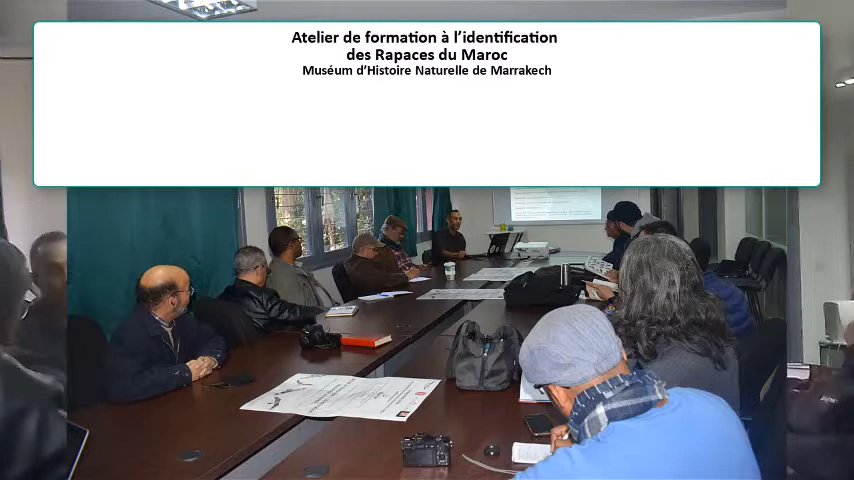 Atelier de formation à l’identification
des Rapaces du Maroc
Muséum d’Histoire Naturelle de Marrakech